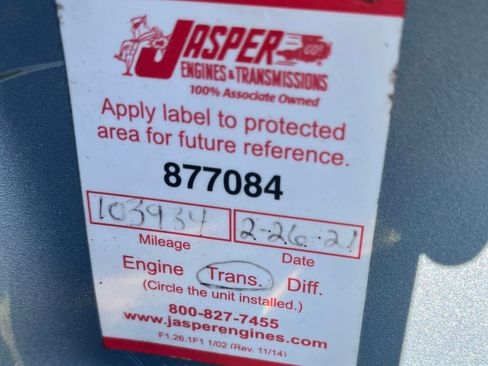 JASPER
GO!
ENGINES & TRANSMISSIONS
100% Associate Owned
Apply label to protected
area for future reference.
877084
103934 2-26-21
Mileage Date
Engine Trans. Diff.
(Circle the unit installed.)
800-827-7455
www.jasperengines.com
F1.26.1F1 1/02 (Rev. 11/14)